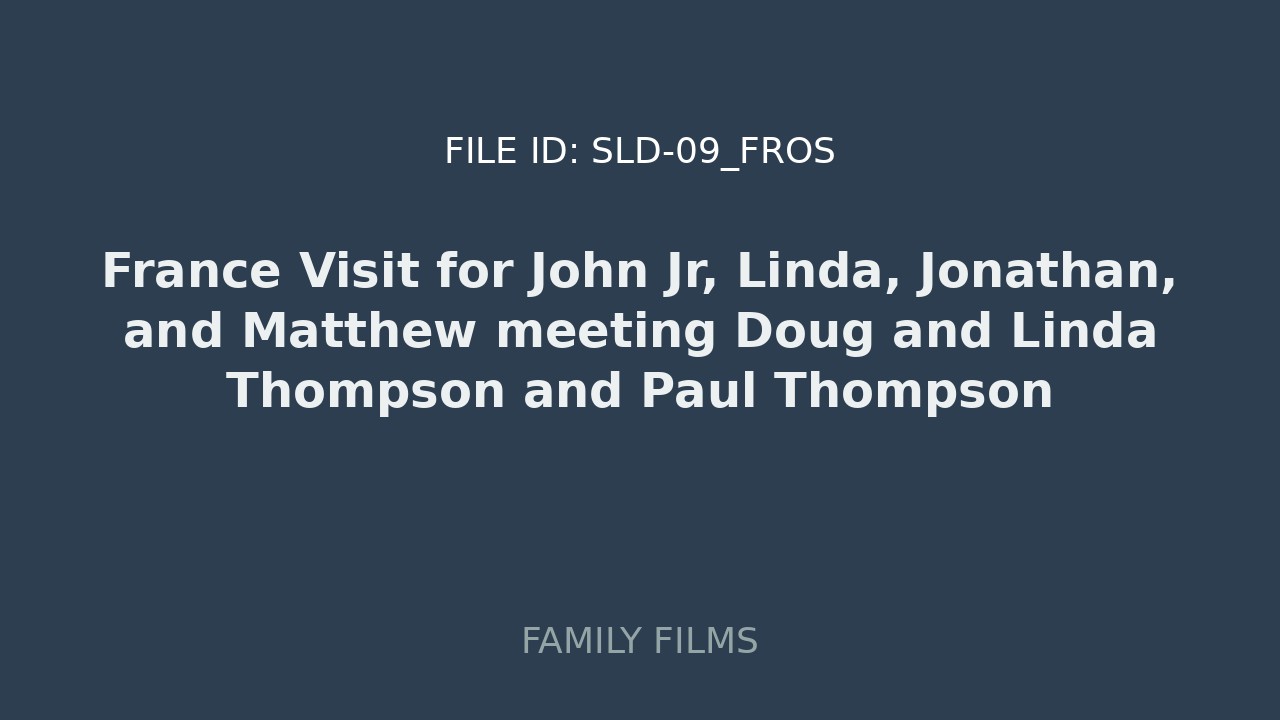 FILE ID: SLD-09_FROS
France Visit for John Jr, Linda, Jonathan,
and Matthew meeting Doug and Linda
Thompson and Paul Thompson
FAMILY FILMS